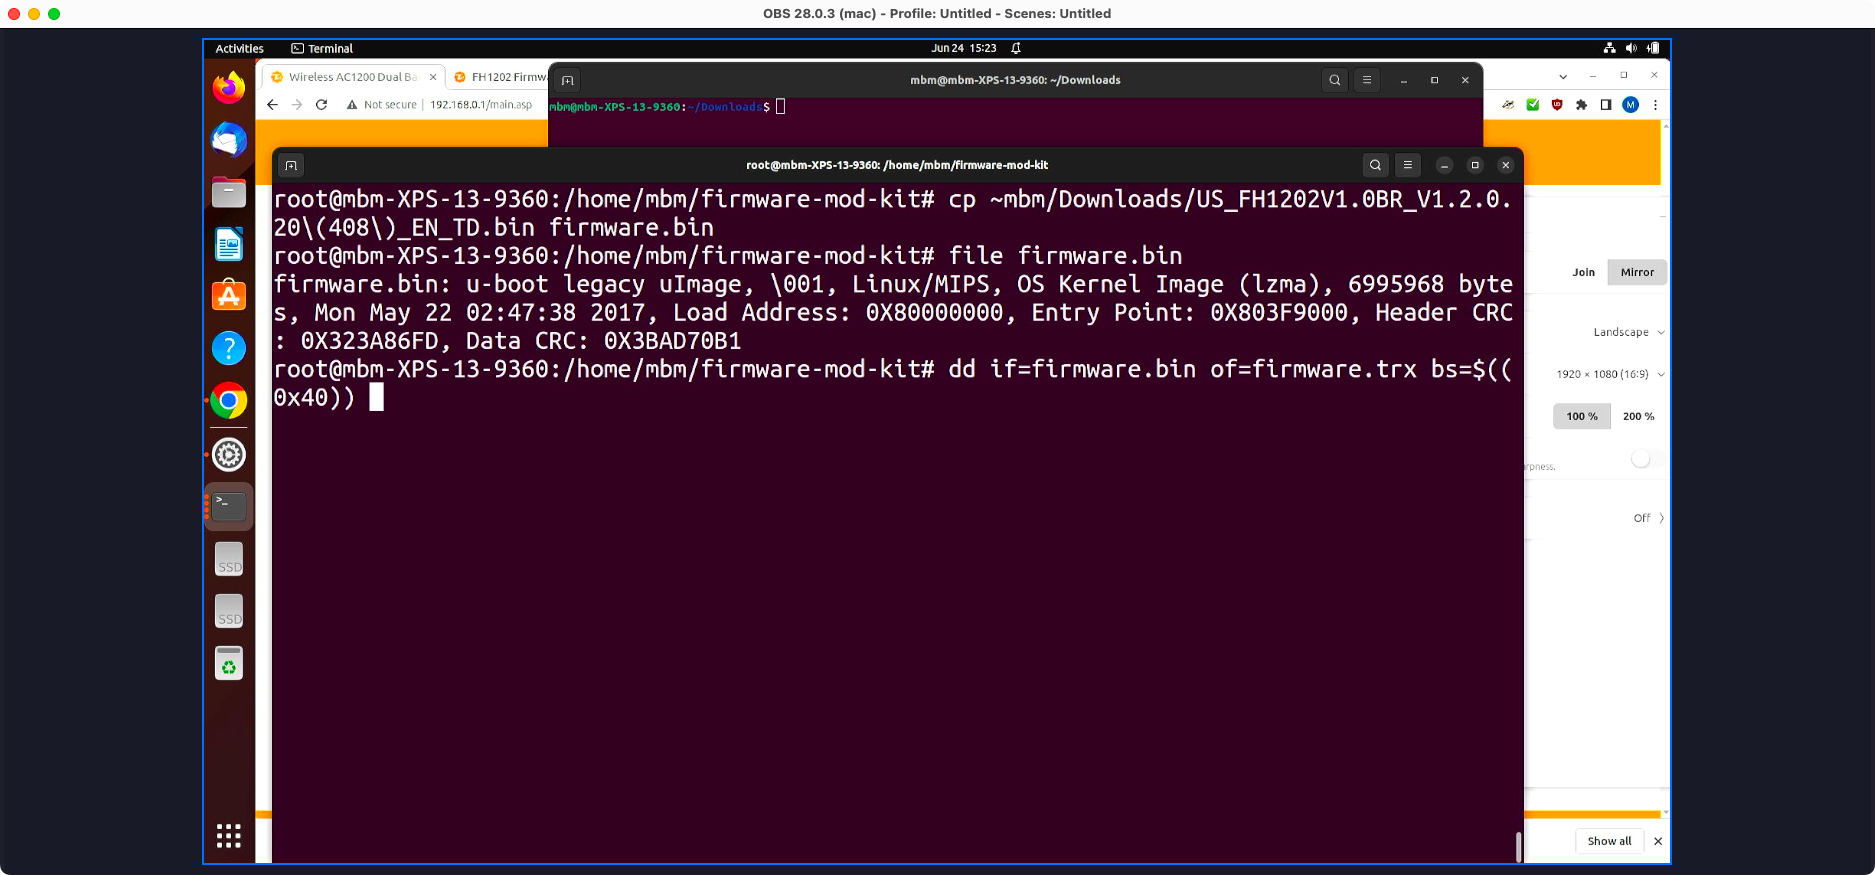 OBS 28.0.3 (mac) - Profile: Untitled - Scenes: Untitled
Activities
Terminal
Jun 24 15:23
Wireless AC1200 Dual Ba
FH1202 Firmw
Not secure
192.168.0.1/main.asp
M
mbm@mbm-XPS-13-9360: ~/Downloads
mbm@mbm-XPS-13-9360:~/Downloads$
root@mbm-XPS-13-9360: /home/mbm/firmware-mod-kit
root@mbm-XPS-13-9360:/home/mbm/firmware-mod-kit# cp ~mbm/Downloads/US_FH1202V1.0BR_V1.2.0.
20\(408\)_EN_TD.bin firmware.bin
root@mbm-XPS-13-9360:/home/mbm/firmware-mod-kit# file firmware.bin
firmware.bin: u-boot legacy uImage, \001, Linux/MIPS, OS Kernel Image (lzma), 6995968 byte
s, Mon May 22 02:47:38 2017, Load Address: 0X80000000, Entry Point: 0X803F9000, Header CRC
: 0X323A86FD, Data CRC: 0X3BAD70B1
root@mbm-XPS-13-9360:/home/mbm/firmware-mod-kit# dd if=firmware.bin of=firmware.trx bs=$((
0x40))
Join
Mirror
Landscape
1920 × 1080 (16:9)
100 %
200 %
arpness.
Off
SSD
SSD
Show all